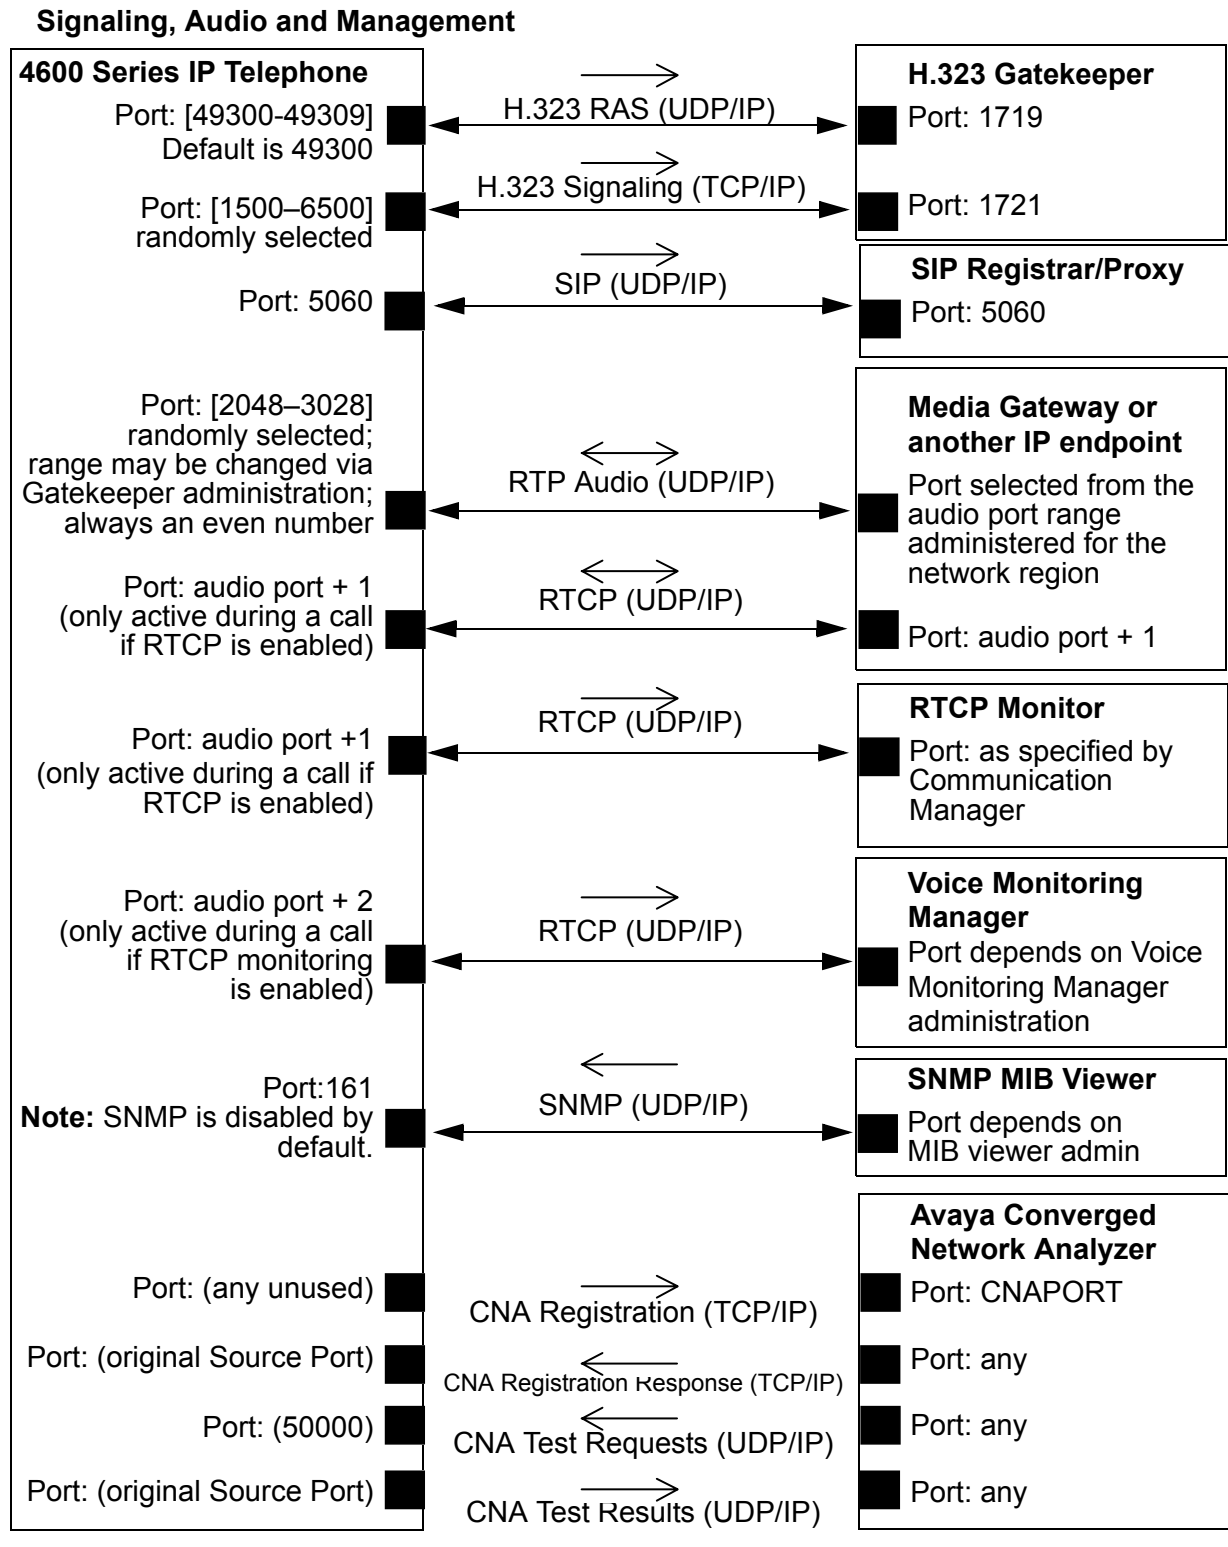 Signaling, Audio and Management
4600 Series IP Telephone
H.323 Gatekeeper
Port: [49300-49309]
Default is 49300
H.323 RAS (UDP/IP)
Port: 1719
Port: [1500–6500]
randomly selected
H.323 Signaling (TCP/IP)
Port: 1721
SIP Registrar/Proxy
Port: 5060
SIP (UDP/IP)
Port: 5060
Port: [2048–3028]
randomly selected;
range may be changed via
Gatekeeper administration;
always an even number
RTP Audio (UDP/IP)
Media Gateway or
another IP endpoint
Port selected from the
audio port range
administered for the
network region
Port: audio port + 1
(only active during a call
if RTCP is enabled)
RTCP (UDP/IP)
Port: audio port + 1
RTCP Monitor
Port: audio port +1
(only active during a call if
RTCP is enabled)
RTCP (UDP/IP)
Port: as specified by
Communication
Manager
Voice Monitoring
Manager
Port: audio port + 2
(only active during a call
if RTCP monitoring
is enabled)
RTCP (UDP/IP)
Port depends on Voice
Monitoring Manager
administration
SNMP MIB Viewer
Port:161
Note: SNMP is disabled by
default.
SNMP (UDP/IP)
Port depends on
MIB viewer admin
Avaya Converged
Network Analyzer
Port: (any unused)
CNA Registration (TCP/IP)
Port: CNAPORT
Port: (original Source Port)
CNA Registration Response (TCP/IP)
Port: any
Port: (50000)
CNA Test Requests (UDP/IP)
Port: any
Port: (original Source Port)
CNA Test Results (UDP/IP)
Port: any